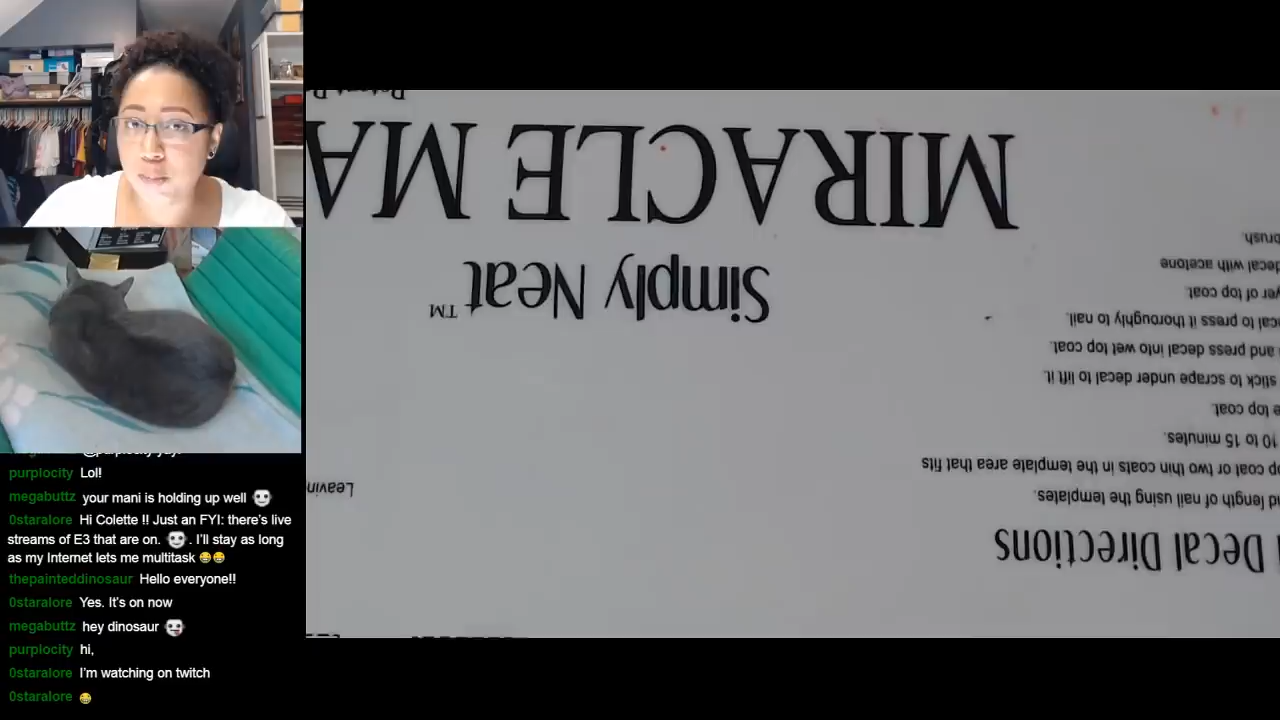 purplocity Lol!
megabuttz your mani is holding up well
0staralore Hi Colette !! Just an FYI: there's live
streams of E3 that are on. . I'll stay as long
as my Internet lets me multitask 😂😂
thepainteddinosaur Hello everyone!!
0staralore Yes. It's on now
megabuttz hey dinosaur
purplocity hi,
0staralore I'm watching on twitch
0staralore 😂
Decal Directions
length of nail using the templates.
coat or two thin coats in the template area that fits
10 to 15 minutes.
top coat.
stick to scrape under decal to lift it.
and press decal into wet top coat.
to press it thoroughly to nail
of top coat.
decal with acetone
brush.
Simply Neat™
MIRACLE MA